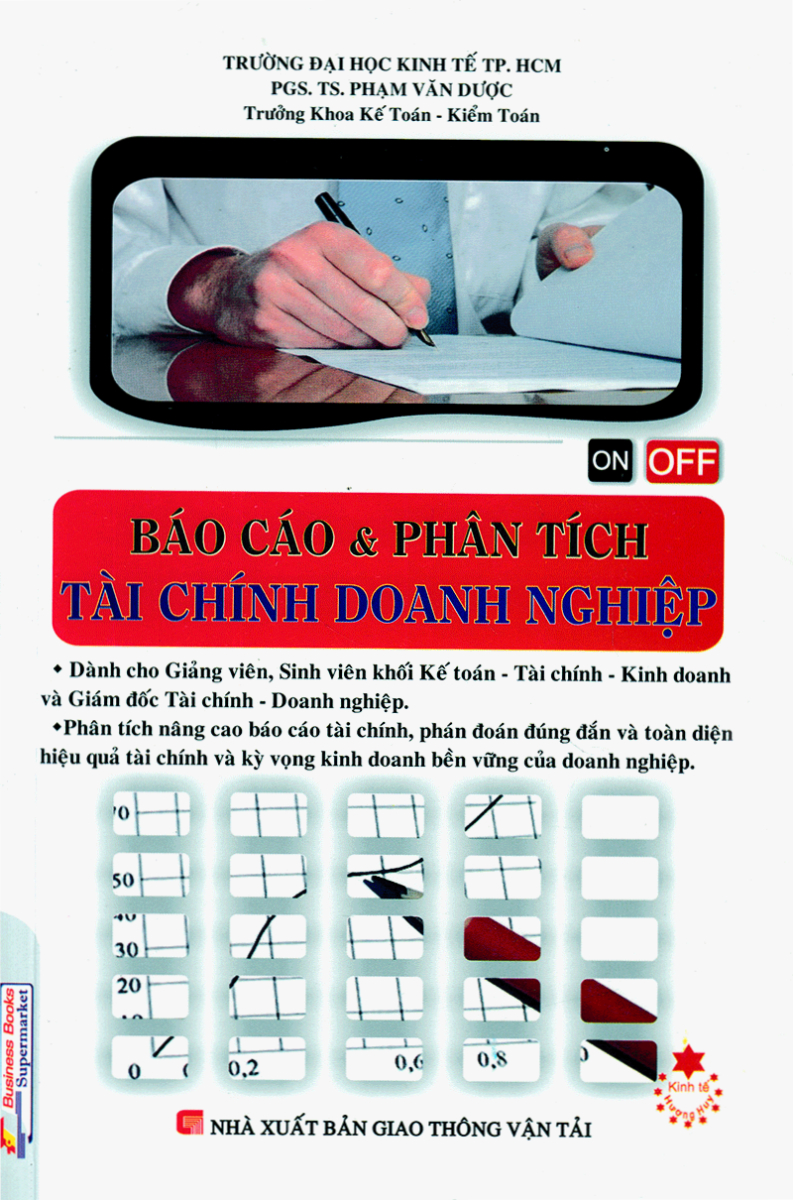 TRƯỜNG ĐẠI HỌC KINH TẾ TP. HCM
PGS. TS. PHẠM VĂN DƯỢC
Trưởng Khoa Kế Toán - Kiểm Toán
ON OFF
BÁO CÁO & PHÂN TÍCH
TÀI CHÍNH DOANH NGHIỆP
Dành cho Giảng viên, Sinh viên khối Kế toán - Tài chính - Kinh doanh
và Giám đốc Tài chính - Doanh nghiệp.
Phân tích nâng cao báo cáo tài chính, phán đoán đúng đắn và toàn diện
hiệu quả tài chính và kỳ vọng kinh doanh bền vững của doanh nghiệp.
50
30
20
0 0,2 0,6 0,8
Business Books
Supermarket
Kinh tế
Hương Huy
NHÀ XUẤT BẢN GIAO THÔNG VẬN TẢI